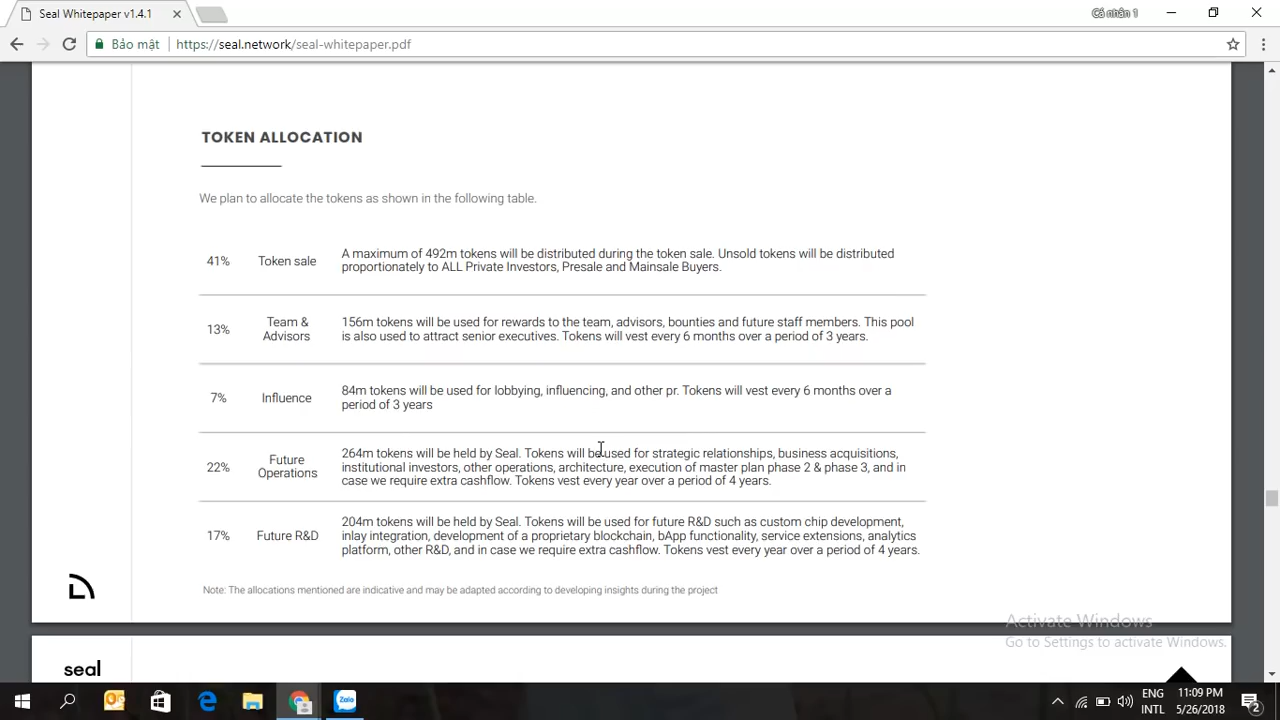 Seal Whitepaper v1.4.1
Cá nhân 1
Bảo mật
https://seal.network/seal-whitepaper.pdf
TOKEN ALLOCATION
We plan to allocate the tokens as shown in the following table.
41%
Token sale
A maximum of 492m tokens will be distributed during the token sale. Unsold tokens will be distributed
proportionately to ALL Private Investors, Presale and Mainsale Buyers.
13%
Team &
Advisors
156m tokens will be used for rewards to the team, advisors, bounties and future staff members. This pool
is also used to attract senior executives. Tokens will vest every 6 months over a period of 3 years.
7%
Influence
84m tokens will be used for lobbying, influencing, and other pr. Tokens will vest every 6 months over a
period of 3 years
22%
Future
Operations
264m tokens will be held by Seal. Tokens will be used for strategic relationships, business acquisitions,
institutional investors, other operations, architecture, execution of master plan phase 2 & phase 3, and in
case we require extra cashflow. Tokens vest every year over a period of 4 years.
17%
Future R&D
204m tokens will be held by Seal. Tokens will be used for future R&D such as custom chip development,
inlay integration, development of a proprietary blockchain, bApp functionality, service extensions, analytics
platform, other R&D, and in case we require extra cashflow. Tokens vest every year over a period of 4 years.
Note: The allocations mentioned are indicative and may be adapted according to developing insights during the project
Activate Windows
Go to Settings to activate Windows.
seal
Zalo
ENG
INTL
11:09 PM
5/26/2018
2